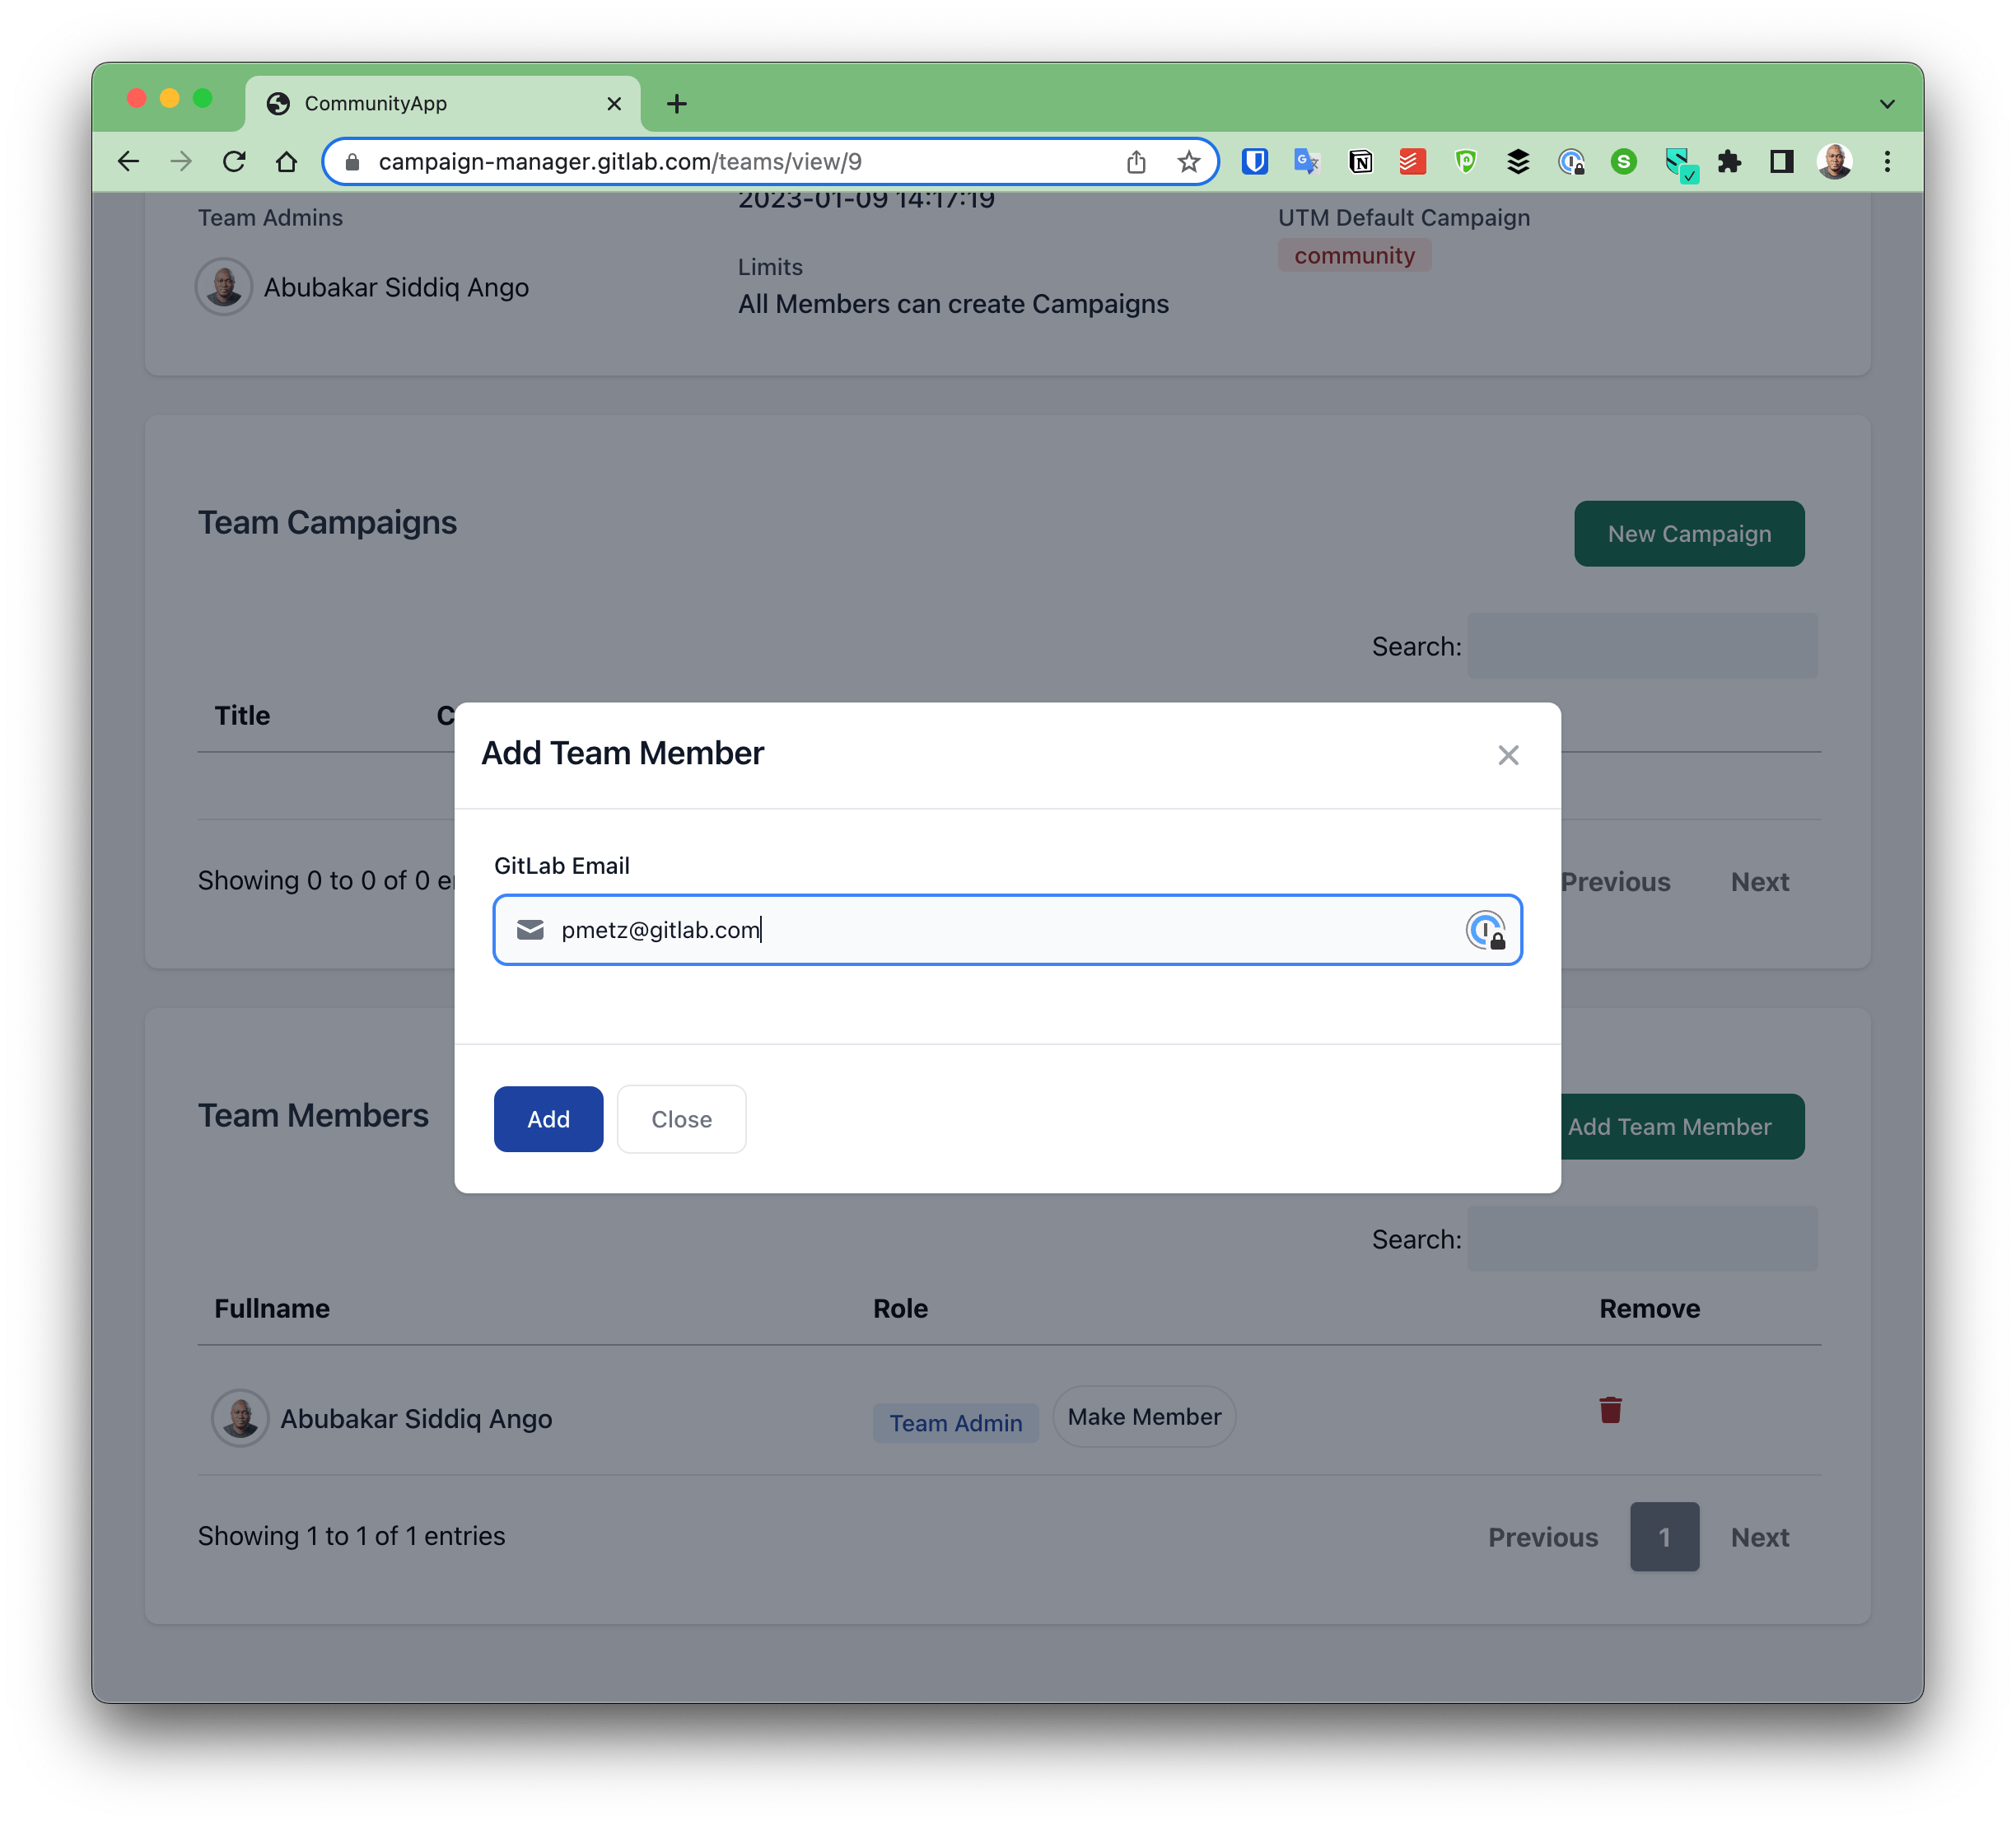 CommunityApp
campaign-manager.gitlab.com/teams/view/9
Team Admins
Abubakar Siddiq Ango
2023-01-09 14:17:19
Limits
All Members can create Campaigns
UTM Default Campaign
community
Team Campaigns
New Campaign
Search:
Title
Showing 0 to 0 of 0
Previous Next
Add Team Member
GitLab Email
pmetz@gitlab.com
Add Close
Team Members
Add Team Member
Search:
Fullname Role Remove
Abubakar Siddiq Ango Team Admin Make Member
Showing 1 to 1 of 1 entries
Previous 1 Next